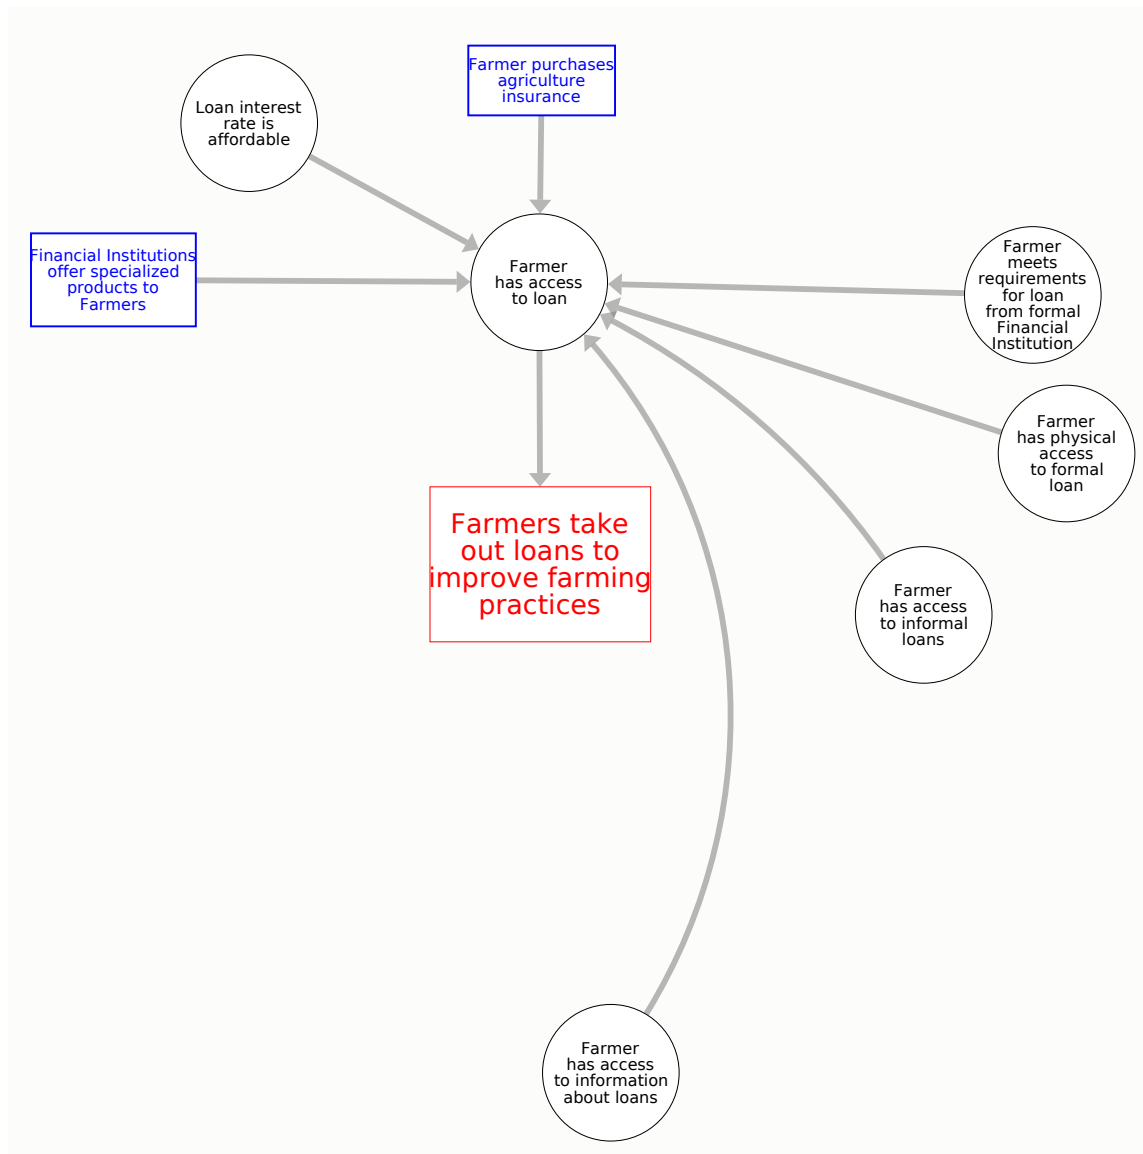 Farmer purchases
agriculture
insurance
Loan interest
rate is
affordable
Financial Institutions
offer specialized
products to
Farmers
Farmer
has access
to loan
Farmer
meets
requirements
for loan
from formal
Financial
Institution
Farmer
has physical
access
to formal
loan
Farmers take
out loans to
improve farming
practices
Farmer
has access
to informal
loans
Farmer
has access
to information
about loans